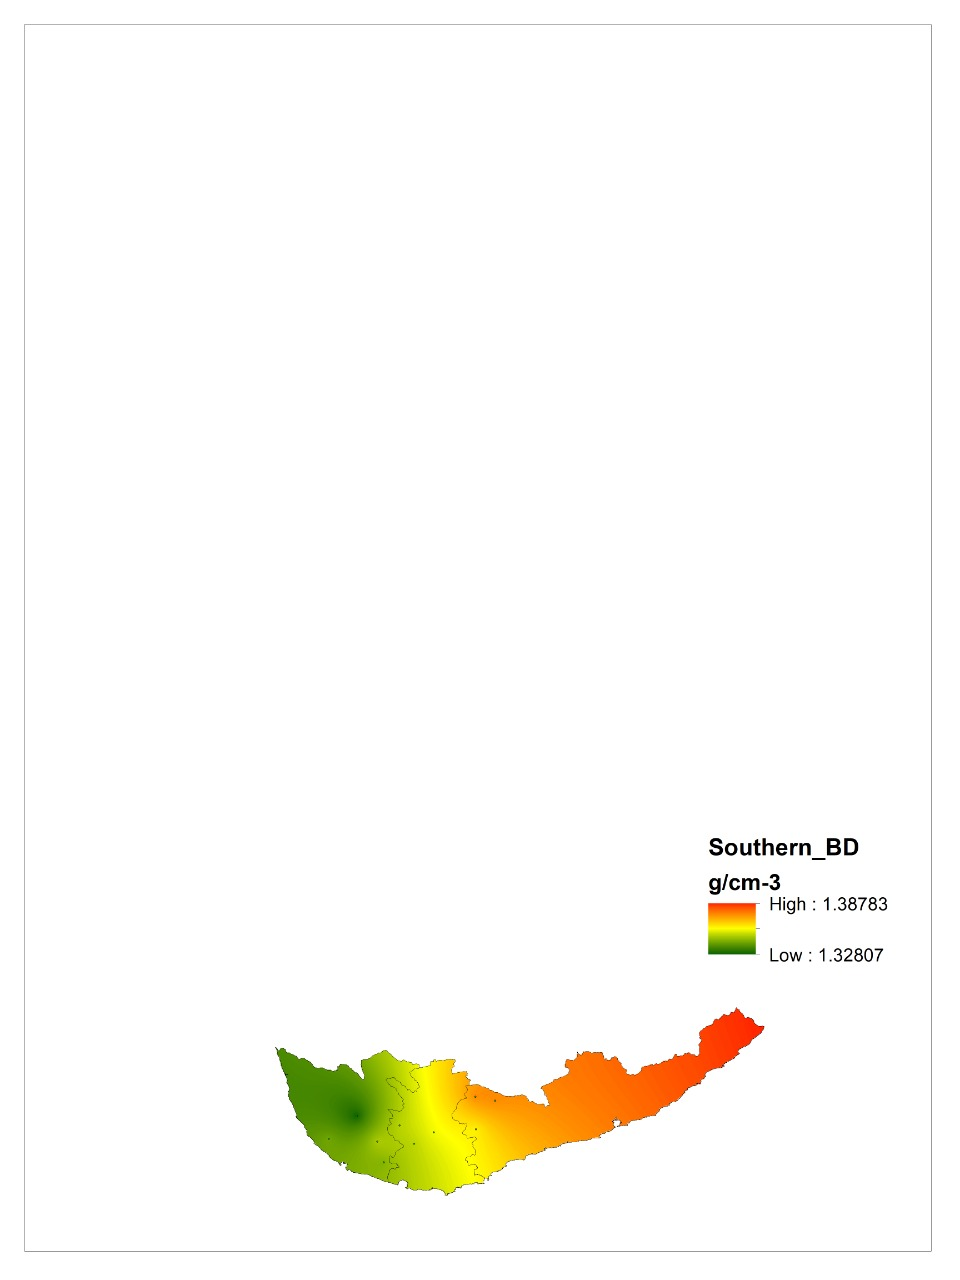 Southern_BD
g/cm-3
High : 1.38783
Low : 1.32807